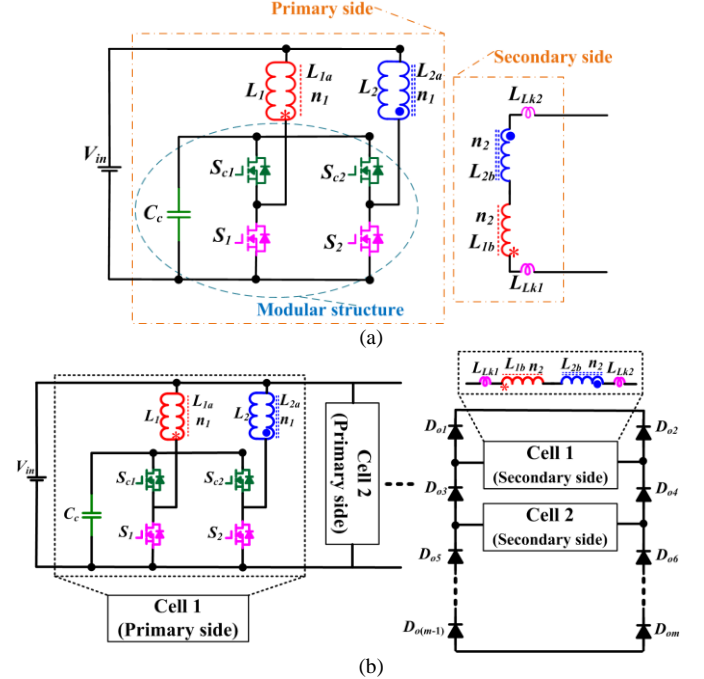 Primary side
Secondary side
L1 L1a n1
L2 L2a n1
LLk2
n2
L2b
n2
L1b
LLk1
Vin
Sc1
Sc2
Cc
S1
S2
Modular structure
(a)
LLk1 L1b n2 L2b n2 LLk2
L1 L1a n1
L2 L2a n1
Vin
Cell 2
(Primary side)
Do1
Do2
Cell 1
(Secondary side)
Sc1
Sc2
Cc
S1
S2
Do3
Do4
Cell 2
(Secondary side)
Do5
Do6
Cell 1
(Primary side)
Do(m-1)
Dom
(b)